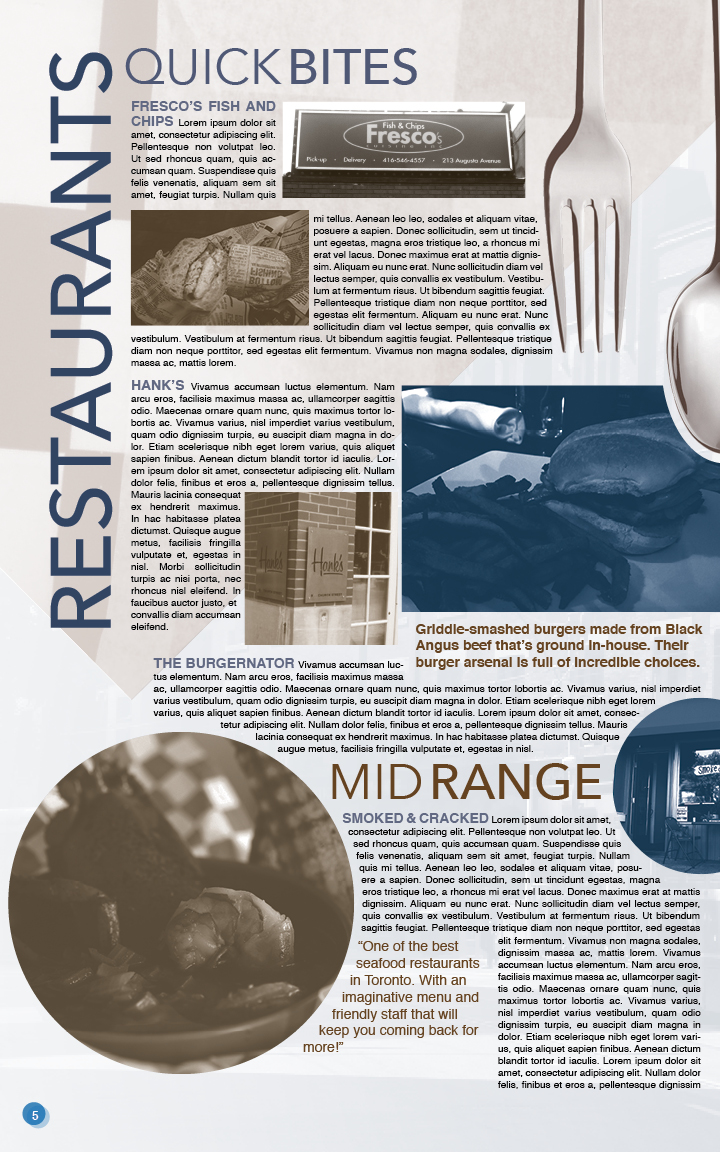 RESTAURANTS
QUICK BITES
FRESCO'S FISH AND
CHIPS Lorem ipsum dolor sit
amet, consectetur adipiscing elit.
Pellentesque non volutpat leo.
Ut sed rhoncus quam, quis ac-
cumsan quam. Suspendisse quis
felis venenatis, aliquam sem sit
amet, feugiat turpis. Nullam quis
Fish & Chips
Fresco's
Pick-up · Delivery · 416-546-4557 · 213 Augusta Avenue
mi tellus. Aenean leo leo, sodales et aliquam vitae,
posuere a sapien. Donec sollicitudin, sem ut tincid-
unt egestas, magna eros tristique leo, a rhoncus mi
erat vel lacus. Donec maximus erat at mattis dignis-
sim. Aliquam eu nunc erat. Nunc sollicitudin diam vel
lectus semper, quis convallis ex vestibulum. Vestibu-
lum at fermentum risus. Ut bibendum sagittis feugiat.
Pellentesque tristique diam non neque porttitor, sed
egestas elit fermentum. Aliquam eu nunc erat. Nunc
sollicitudin diam vel lectus semper, quis convallis ex
vestibulum. Vestibulum at fermentum risus. Ut bibendum sagittis feugiat. Pellentesque tristique
diam non neque porttitor, sed egestas elit fermentum. Vivamus non magna sodales, dignissim
massa ac, mattis lorem.
HANK'S Vivamus accumsan luctus elementum. Nam
arcu eros, facilisis maximus massa ac, ullamcorper sagittis
odio. Maecenas ornare quam nunc, quis maximus tortor lo-
bortis ac. Vivamus varius, nisl imperdiet varius vestibulum,
quam odio dignissim turpis, eu suscipit diam magna in do-
lor. Etiam scelerisque nibh eget lorem varius, quis aliquet
sapien finibus. Aenean dictum blandit tortor id iaculis. Lor-
em ipsum dolor sit amet, consectetur adipiscing elit. Nullam
dolor felis, finibus et eros a, pellentesque dignissim tellus.
Mauris lacinia consequat
ex hendrerit maximus.
In hac habitasse platea
dictumst. Quisque augue
metus, facilisis fringilla
vulputate et, egestas in
nisl. Morbi sollicitudin
turpis ac nisi porta, nec
rhoncus nisl eleifend. In
faucibus auctor justo, et
convallis diam accumsan
eleifend.
Hank's
Hank's
Griddle-smashed burgers made from Black
Angus beef that's ground in-house. Their
burger arsenal is full of incredible choices.
THE BURGERNATOR Vivamus accumsan luc-
tus elementum. Nam arcu eros, facilisis maximus massa
ac, ullamcorper sagittis odio. Maecenas ornare quam nunc, quis maximus tortor lobortis ac. Vivamus varius, nisl imperdiet
varius vestibulum, quam odio dignissim turpis, eu suscipit diam magna in dolor. Etiam scelerisque nibh eget lorem
varius, quis aliquet sapien finibus. Aenean dictum blandit tortor id iaculis. Lorem ipsum dolor sit amet, consec-
tetur adipiscing elit. Nullam dolor felis, finibus et eros a, pellentesque dignissim tellus. Mauris
lacinia consequat ex hendrerit maximus. In hac habitasse platea dictumst. Quisque
augue metus, facilisis fringilla vulputate et, egestas in nisl.
MID RANGE
SMOKED & CRACKED Lorem ipsum dolor sit amet,
consectetur adipiscing elit. Pellentesque non volutpat leo. Ut
sed rhoncus quam, quis accumsan quam. Suspendisse quis
felis venenatis, aliquam sem sit amet, feugiat turpis. Nullam
quis mi tellus. Aenean leo leo, sodales et aliquam vitae, posu-
ere a sapien. Donec sollicitudin, sem ut tincidunt egestas, magna
eros tristique leo, a rhoncus mi erat vel lacus. Donec maximus erat at mattis
dignissim. Aliquam eu nunc erat. Nunc sollicitudin diam vel lectus semper,
quis convallis ex vestibulum. Vestibulum at fermentum risus. Ut bibendum
sagittis feugiat. Pellentesque tristique diam non neque porttitor, sed egestas
elit fermentum. Vivamus non magna sodales,
dignissim massa ac, mattis lorem. Vivamus
accumsan luctus elementum. Nam arcu eros,
facilisis maximus massa ac, ullamcorper sagit-
tis odio. Maecenas ornare quam nunc, quis
maximus tortor lobortis ac. Vivamus varius,
nisl imperdiet varius vestibulum, quam odio
dignissim turpis, eu suscipit diam magna in
dolor. Etiam scelerisque nibh eget lorem vari-
us, quis aliquet sapien finibus. Aenean dictum
blandit tortor id iaculis. Lorem ipsum dolor sit
amet, consectetur adipiscing elit. Nullam dolor
felis, finibus et eros a, pellentesque dignissim
"One of the best
seafood restaurants
in Toronto. With an
imaginative menu and
friendly staff that will
keep you coming back for
more!"
5